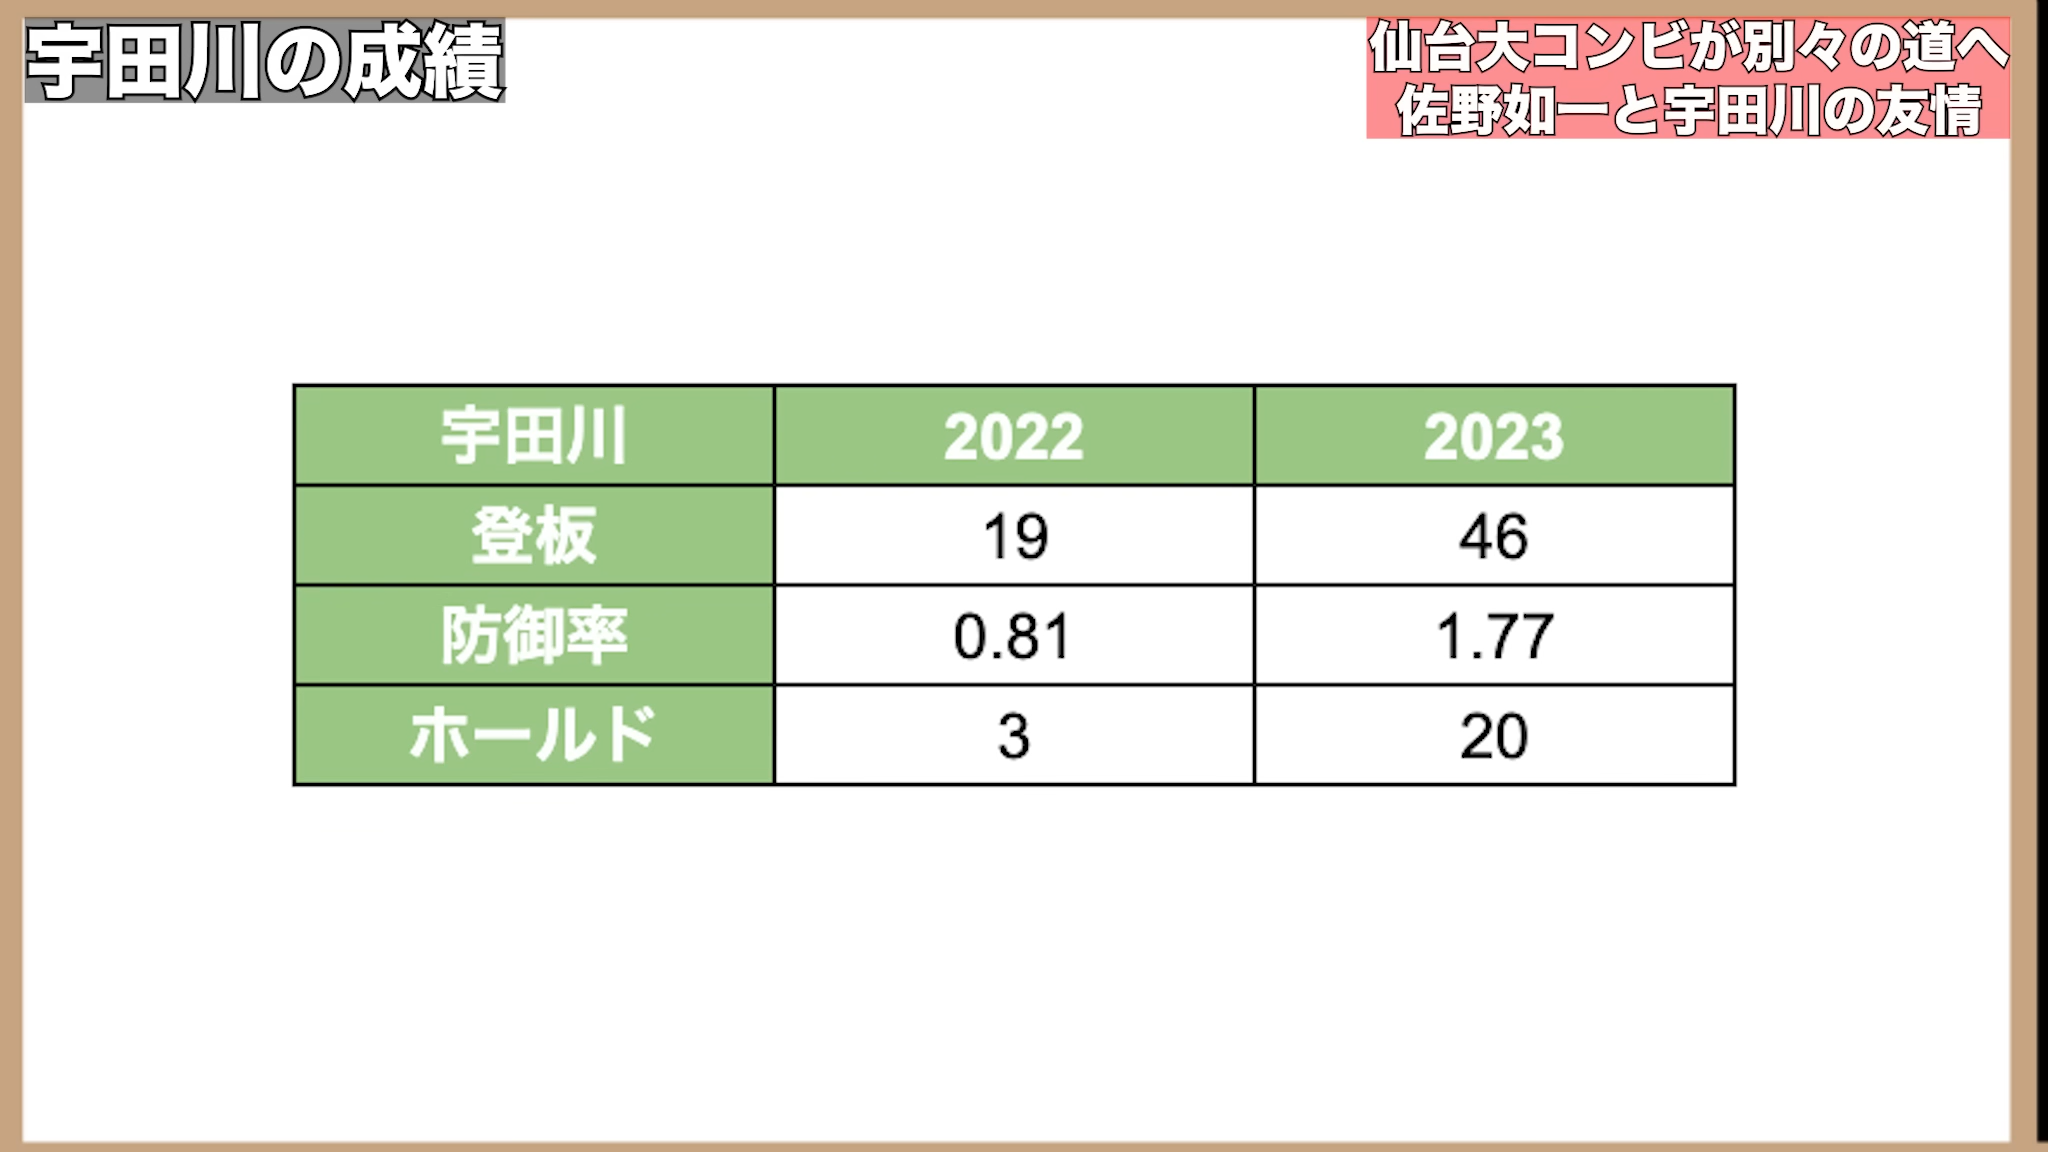 宇田川の成績
仙台大コンビが別々の道へ
佐野如一と宇田川の友情
宇田川 2022 2023
登板 19 46
防御率 0.81 1.77
ホールド 3 20